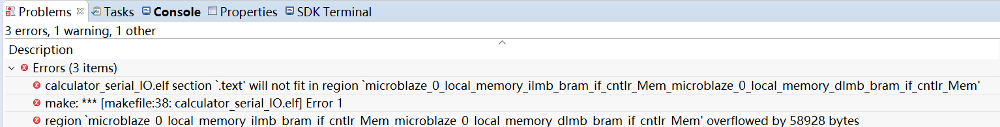 Problems Tasks Console Properties SDK Terminal
3 errors, 1 warning, 1 other
Description
Errors (3 items)
calculator_serial_IO.elf section `.text' will not fit in region `microblaze_0_local_memory_ilmb_bram_if_cntlr_Mem_microblaze_0_local_memory_dlmb_bram_if_cntlr_Mem'
make: *** [makefile:38: calculator_serial_IO.elf] Error 1
region `microblaze_0_local_memory_ilmb_bram_if_cntlr_Mem_microblaze_0_local_memory_dlmb_bram_if_cntlr_Mem' overflowed by 58928 bytes